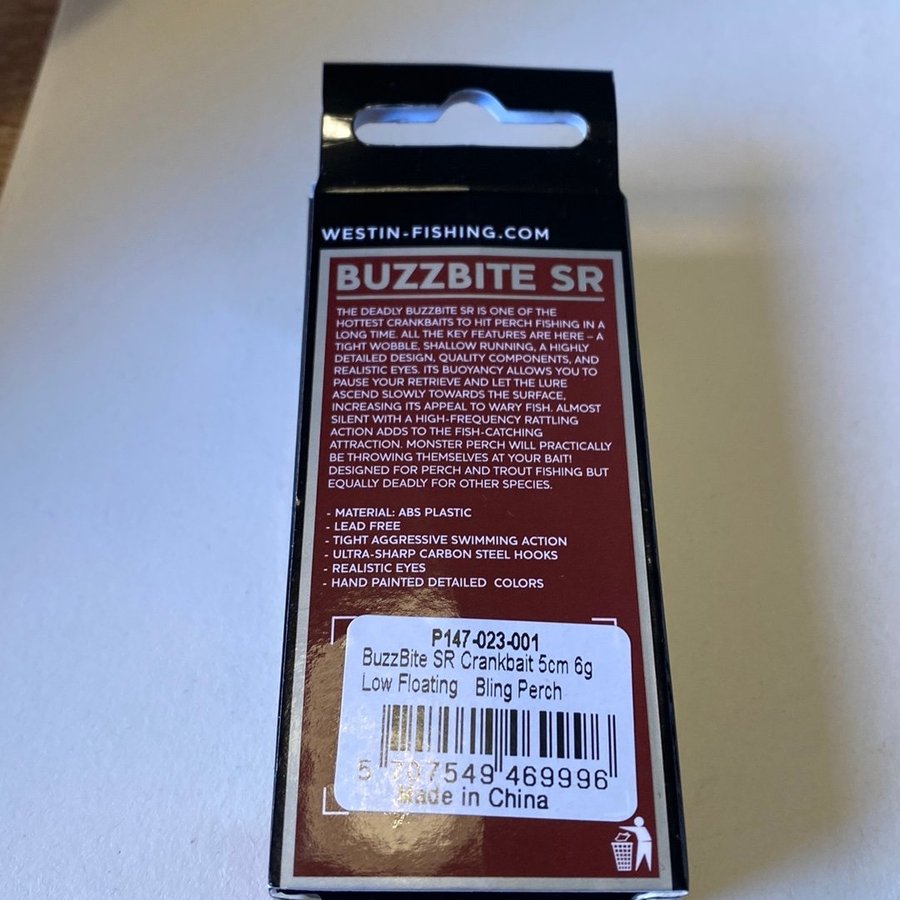 WESTIN-FISHING.COM
BUZZBITE SR
THE DEADLY BUZZBITE SR IS ONE OF THE
HOTTEST CRANKBAITS TO HIT PERCH FISHING IN A
LONG TIME. ALL THE KEY FEATURES ARE HERE – A
TIGHT WOBBLE, SHALLOW RUNNING, A HIGHLY
DETAILED DESIGN, QUALITY COMPONENTS, AND
REALISTIC EYES. ITS BUOYANCY ALLOWS YOU TO
PAUSE YOUR RETRIEVE AND LET THE LURE
ASCEND SLOWLY TOWARDS THE SURFACE,
INCREASING ITS APPEAL TO WARY FISH. ALMOST
SILENT WITH A HIGH-FREQUENCY RATTLING
ACTION ADDS TO THE FISH-CATCHING
ATTRACTION. MONSTER PERCH WILL PRACTICALLY
BE THROWING THEMSELVES AT YOUR BAIT!
DESIGNED FOR PERCH AND TROUT FISHING BUT
EQUALLY DEADLY FOR OTHER SPECIES.
- MATERIAL: ABS PLASTIC
- LEAD FREE
- TIGHT AGGRESSIVE SWIMMING ACTION
- ULTRA-SHARP CARBON STEEL HOOKS
- REALISTIC EYES
- HAND PAINTED DETAILED COLORS
P147-023-001
BuzzBite SR Crankbait 5cm 6g
Low Floating Bling Perch
5 707549 469996
Made in China